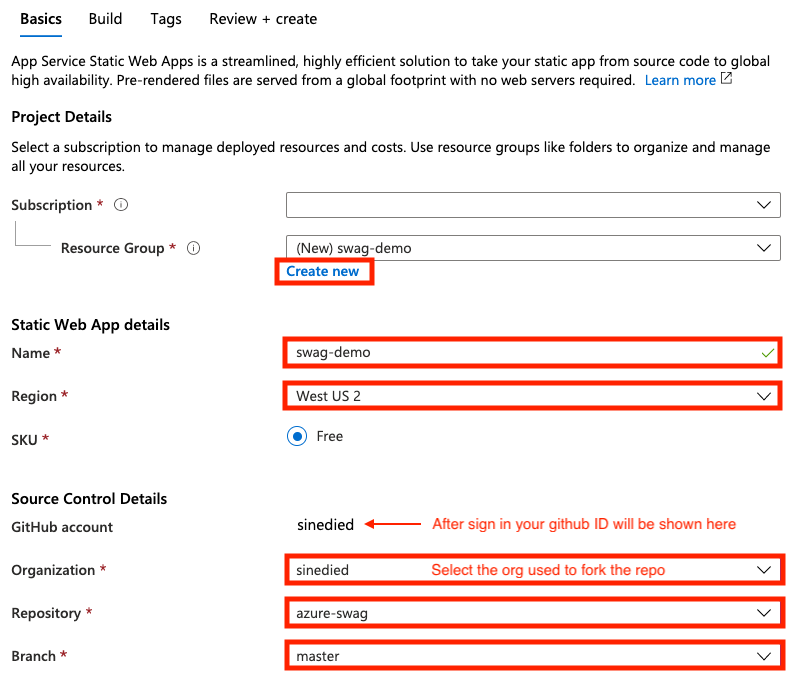 Basics Build Tags Review + create
App Service Static Web Apps is a streamlined, highly efficient solution to take your static app from source code to global
high availability. Pre-rendered files are served from a global footprint with no web servers required. Learn more
Project Details
Select a subscription to manage deployed resources and costs. Use resource groups like folders to organize and manage
all your resources.
Subscription *
Resource Group * (New) swag-demo
Create new
Static Web App details
Name * swag-demo
Region * West US 2
SKU * Free
Source Control Details
GitHub account sinedied After sign in your github ID will be shown here
Organization * sinedied Select the org used to fork the repo
Repository * azure-swag
Branch * master